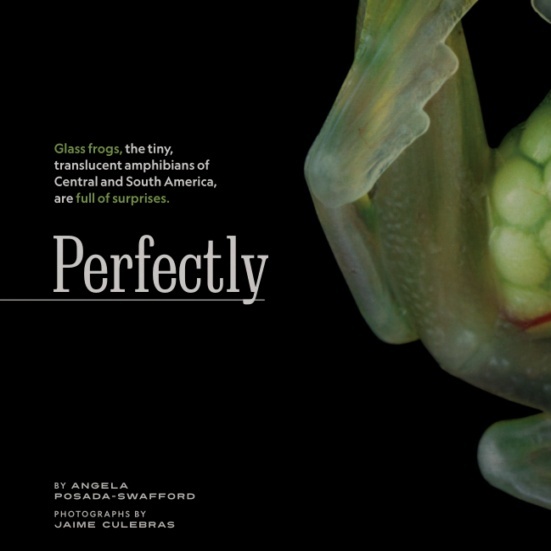 Glass frogs, the tiny,
translucent amphibians of
Central and South America,
are full of surprises.
Perfectly
BY ANGELA
POSADA-SWAFFORD
PHOTOGRAPHS BY
JAIME CULEBRAS